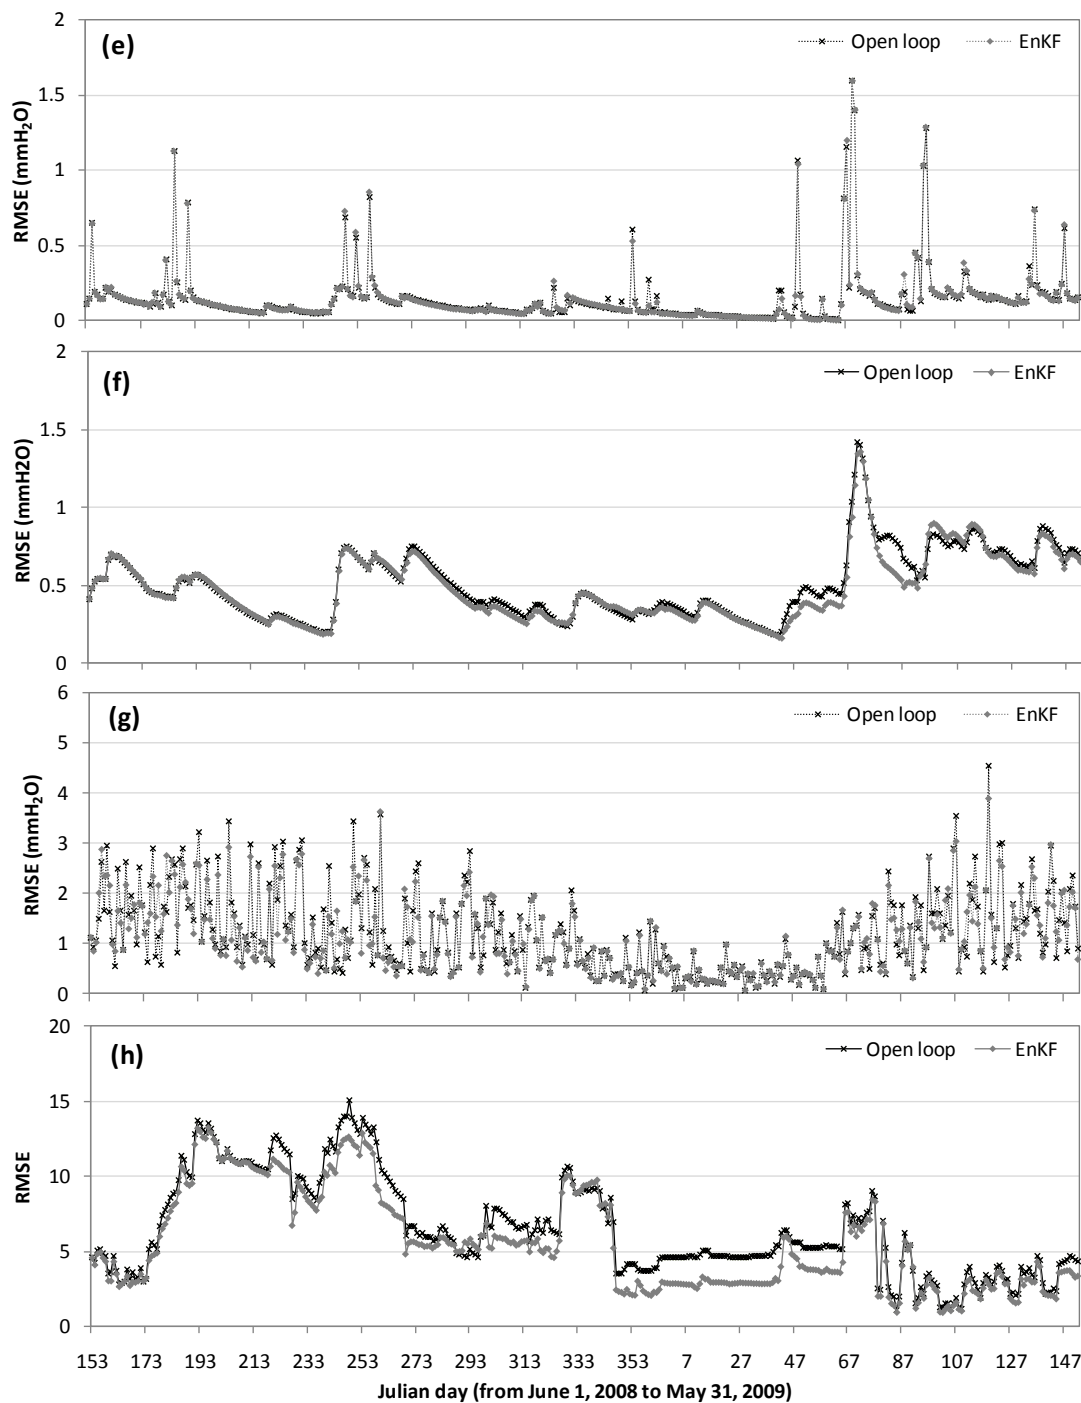 (e)
Open loop EnKF
2
1.5
1
0.5
0
RMSE (mmH₂O)
(f)
Open loop EnKF
2
1.5
1
0.5
0
RMSE (mmH2O)
(g)
Open loop EnKF
6
5
4
3
2
1
0
RMSE (mmH₂O)
(h)
Open loop EnKF
20
15
10
5
0
RMSE
153 173 193 213 233 253 273 293 313 333 353 7 27 47 67 87 107 127 147
Julian day (from June 1, 2008 to May 31, 2009)